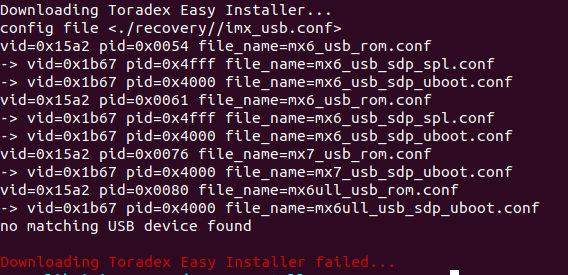 Downloading Toradex Easy Installer...
config file <./recovery//imx_usb.conf>
vid=0x15a2 pid=0x0054 file_name=mx6_usb_rom.conf
-> vid=0x1b67 pid=0x4fff file_name=mx6_usb_sdp_spl.conf
-> vid=0x1b67 pid=0x4000 file_name=mx6_usb_sdp_uboot.conf
vid=0x15a2 pid=0x0061 file_name=mx6_usb_rom.conf
-> vid=0x1b67 pid=0x4fff file_name=mx6_usb_sdp_spl.conf
-> vid=0x1b67 pid=0x4000 file_name=mx6_usb_sdp_uboot.conf
vid=0x15a2 pid=0x0076 file_name=mx7_usb_rom.conf
-> vid=0x1b67 pid=0x4000 file_name=mx7_usb_sdp_uboot.conf
vid=0x15a2 pid=0x0080 file_name=mx6ull_usb_rom.conf
-> vid=0x1b67 pid=0x4000 file_name=mx6ull_usb_sdp_uboot.conf
no matching USB device found
Downloading Toradex Easy Installer failed...